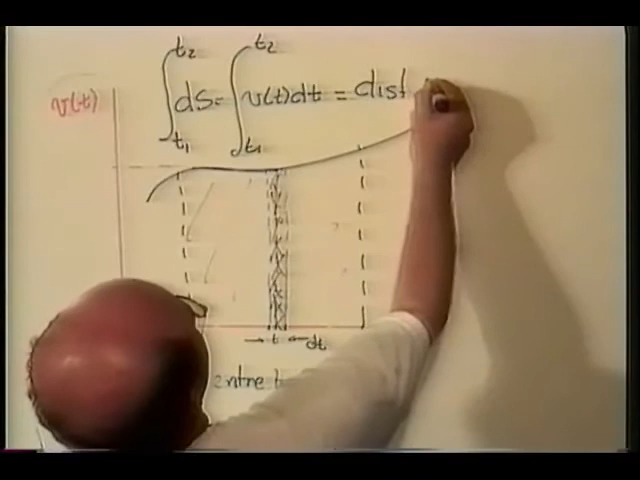 t2 t2
∫ds = ∫v(t)dt = dist
t1 t1
v(t)
t dt
entre t